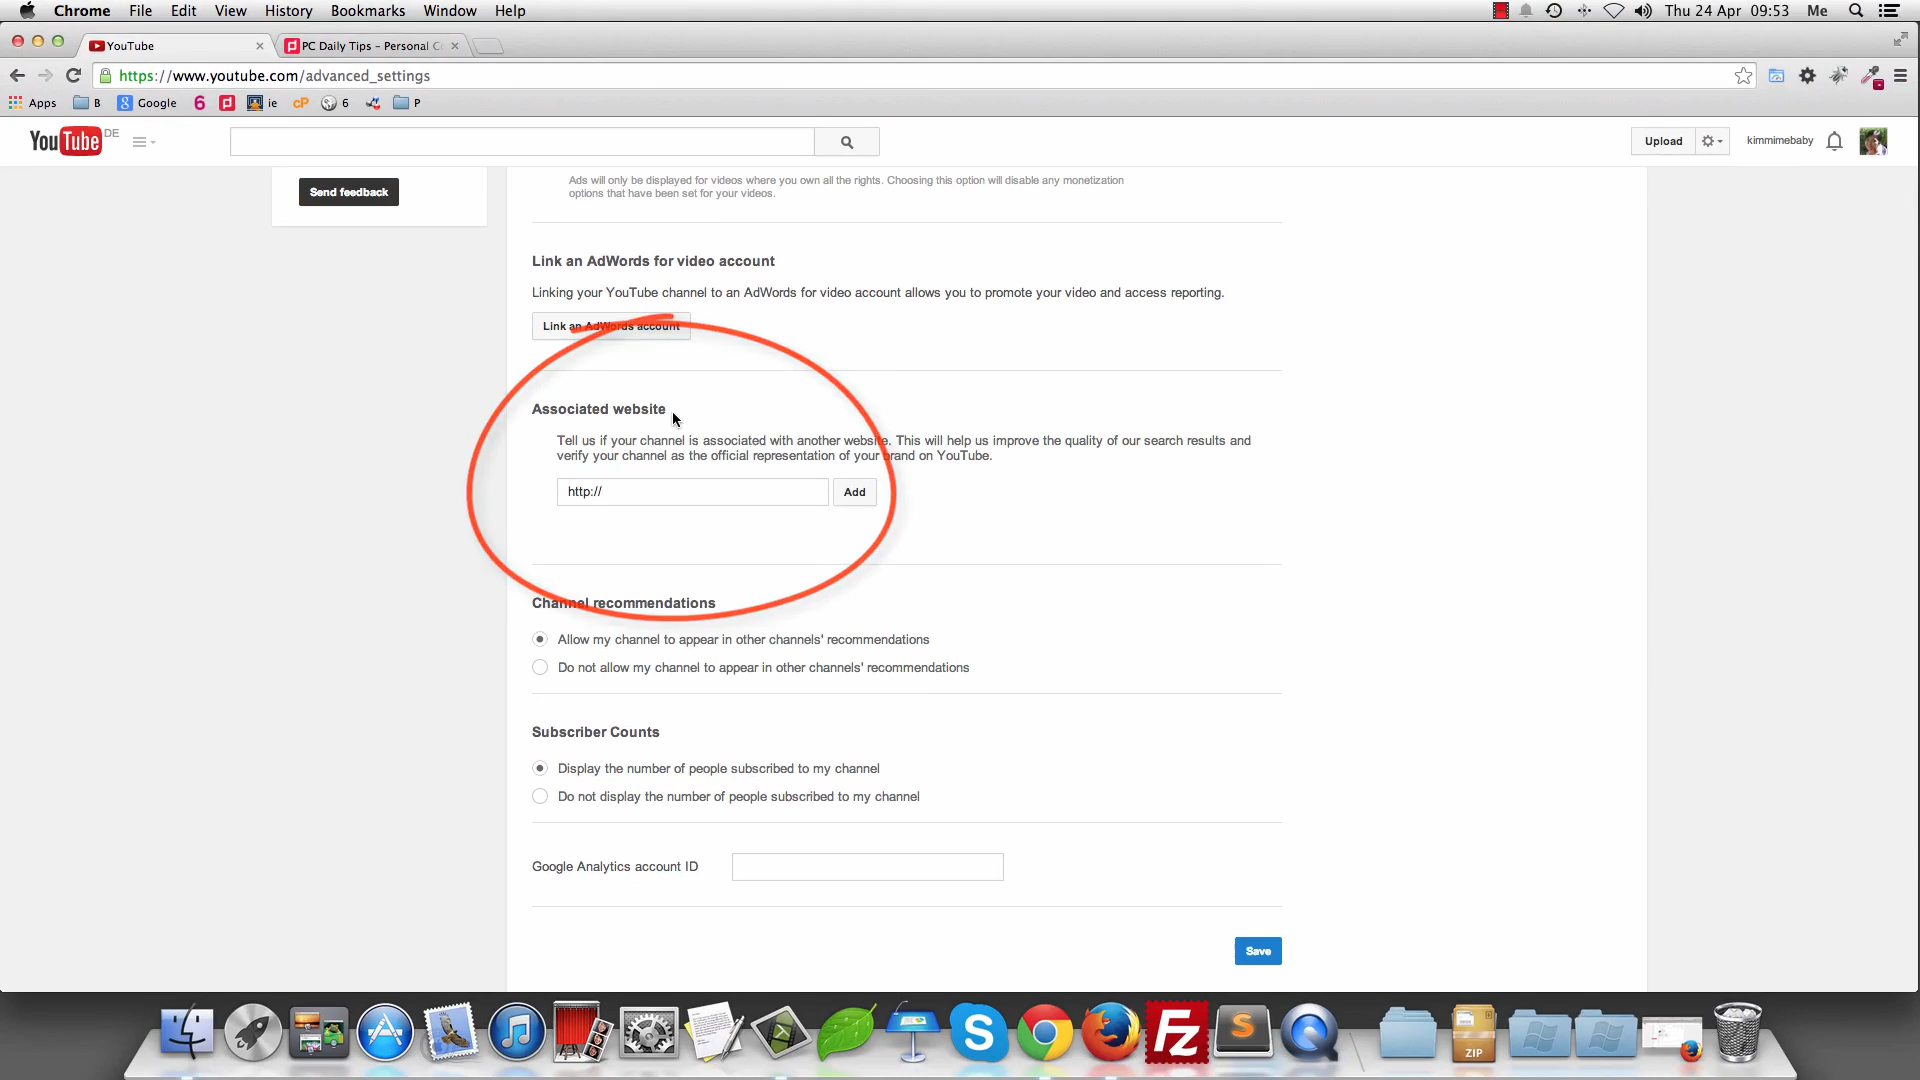 Chrome File Edit View History Bookmarks Window Help Thu 24 Apr 09:53 Me
YouTube PC Daily Tips - Personal C
https://www.youtube.com/advanced_settings
Apps B Google 6 ie cP 6 P
YouTube DE Upload kimmimebaby
Send feedback
Ads will only be displayed for videos where you own all the rights. Choosing this option will disable any monetization
options that have been set for your videos.
Link an AdWords for video account
Linking your YouTube channel to an AdWords for video account allows you to promote your video and access reporting.
Link an AdWords account
Associated website
Tell us if your channel is associated with another website. This will help us improve the quality of our search results and
verify your channel as the official representation of your brand on YouTube.
http:// Add
Channel recommendations
Allow my channel to appear in other channels' recommendations
Do not allow my channel to appear in other channels' recommendations
Subscriber Counts
Display the number of people subscribed to my channel
Do not display the number of people subscribed to my channel
Google Analytics account ID
Save
Fz S ZIP